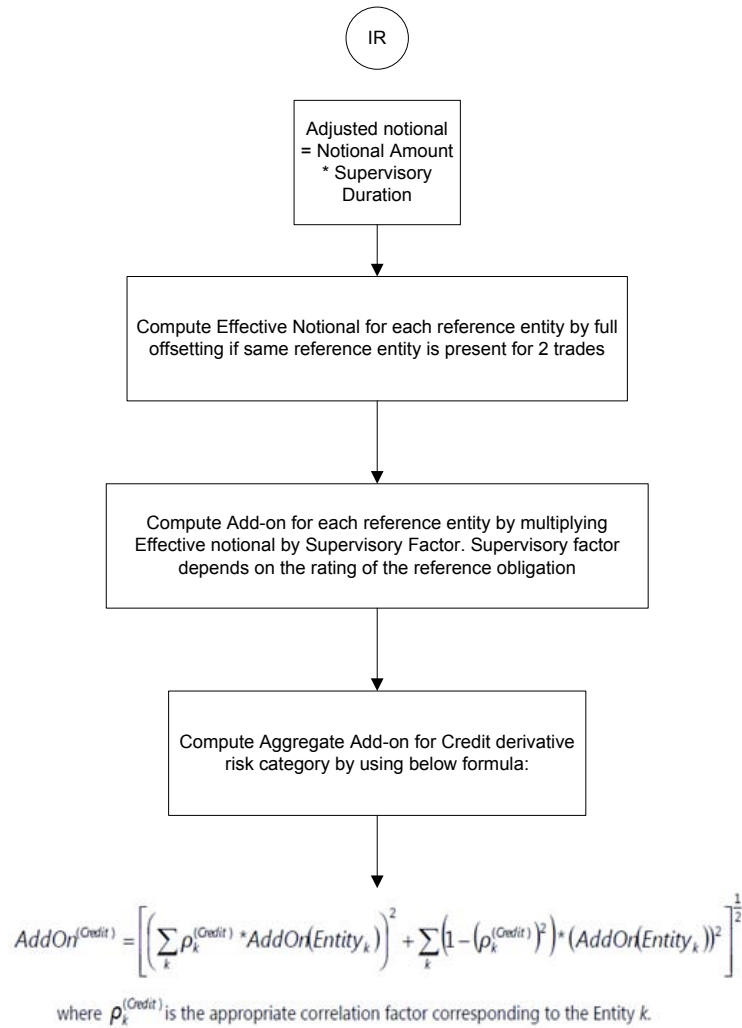 IR
Adjusted notional
= Notional Amount
* Supervisory
Duration
Compute Effective Notional for each reference entity by full
offsetting if same reference entity is present for 2 trades
Compute Add-on for each reference entity by multiplying
Effective notional by Supervisory Factor. Supervisory factor
depends on the rating of the reference obligation
Compute Aggregate Add-on for Credit derivative
risk category by using below formula:
AddOn^(Credit) = [(∑_k ρ_k^(Credit) * AddOn(Entity_k))^2 + ∑_k (1 − (ρ_k^(Credit))^2) * (AddOn(Entity_k))^2]^(1/2)
where ρ_k^(Credit) is the appropriate correlation factor corresponding to the Entity k.